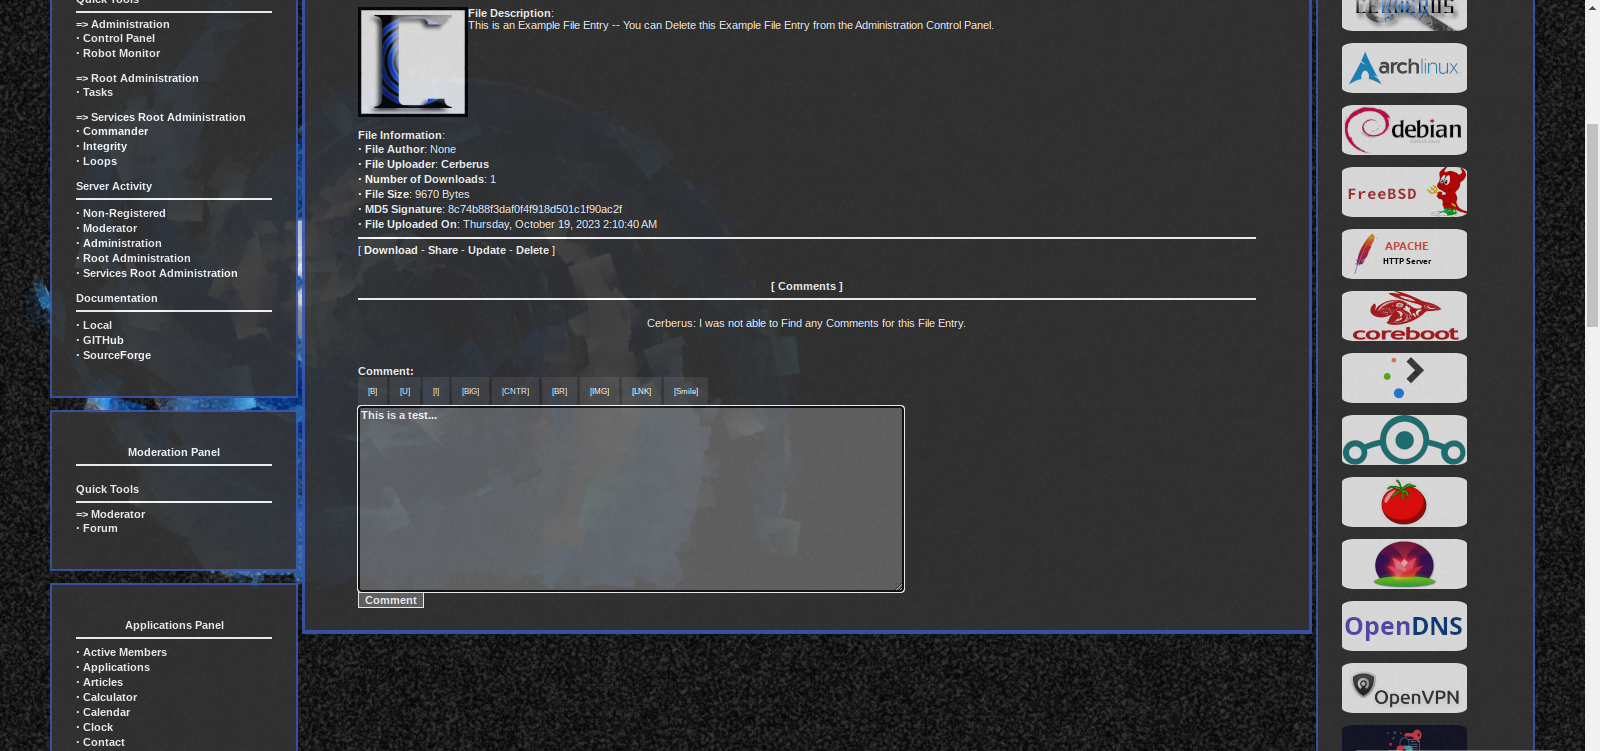 Quick Tools
=> Administration
· Control Panel
· Robot Monitor
=> Root Administration
· Tasks
=> Services Root Administration
· Commander
· Integrity
· Loops
Server Activity
· Non-Registered
· Moderator
· Administration
· Root Administration
· Services Root Administration
Documentation
· Local
· GITHub
· SourceForge
Moderation Panel
Quick Tools
=> Moderator
· Forum
Applications Panel
· Active Members
· Applications
· Articles
· Calculator
· Calendar
· Clock
· Contact
File Description:
This is an Example File Entry -- You can Delete this Example File Entry from the Administration Control Panel.
File Information:
· File Author: None
· File Uploader: Cerberus
· Number of Downloads: 1
· File Size: 9670 Bytes
· MD5 Signature: 8c74b88f3daf0f4f918d501c1f90ac2f
· File Uploaded On: Thursday, October 19, 2023 2:10:40 AM
[ Download - Share - Update - Delete ]
[ Comments ]
Cerberus: I was not able to Find any Comments for this File Entry.
Comment:
[B] [U] [I] [BIG] [CNTR] [BR] [IMG] [LNK] [Smile]
This is a test...
Comment
CERBERUS
archlinux
debian
FreeBSD
APACHE
HTTP Server
coreboot
OpenDNS
OpenVPN